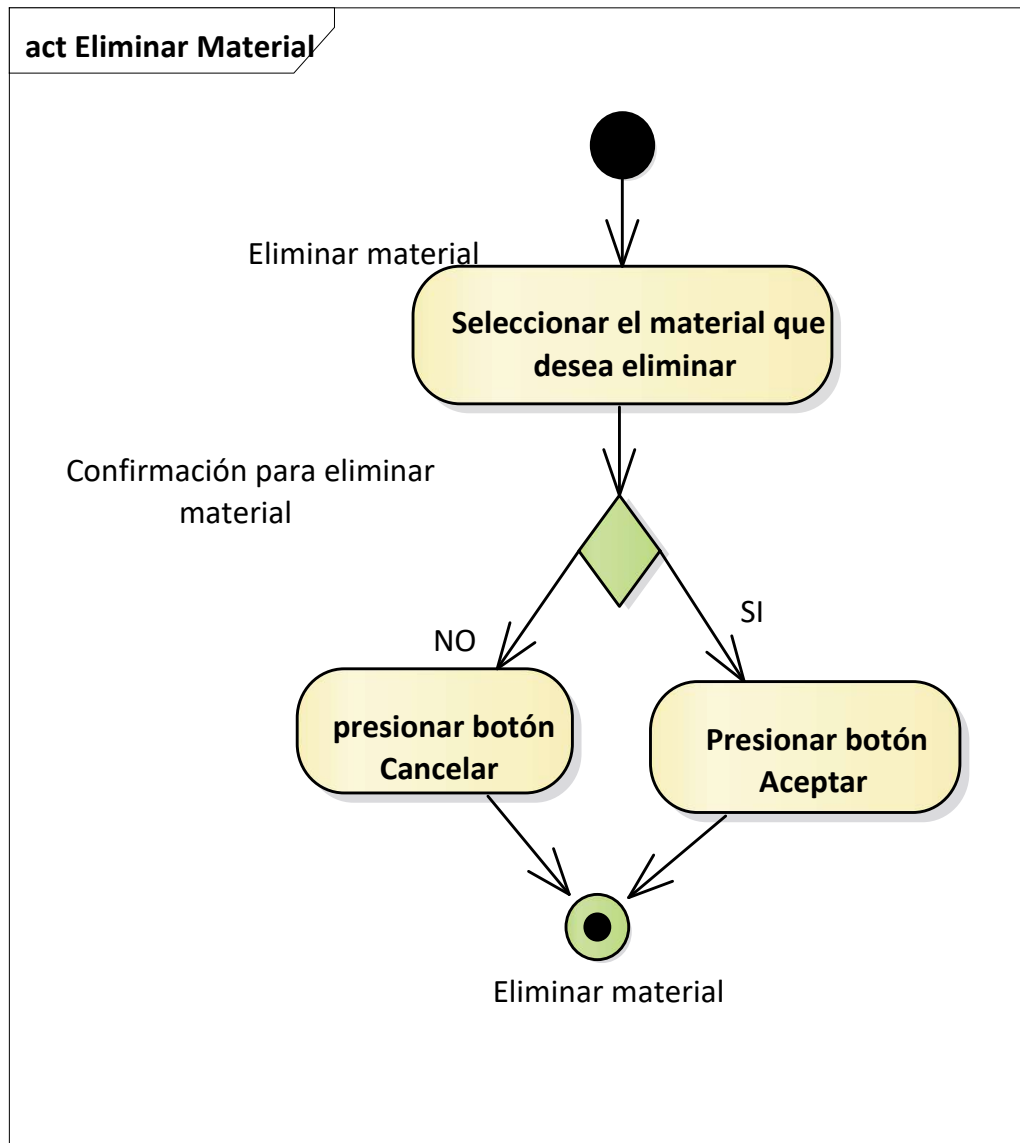 act Eliminar Material
Eliminar material
Seleccionar el material que
desea eliminar
Confirmación para eliminar
material
NO
SI
presionar botón
Cancelar
Presionar botón
Aceptar
Eliminar material